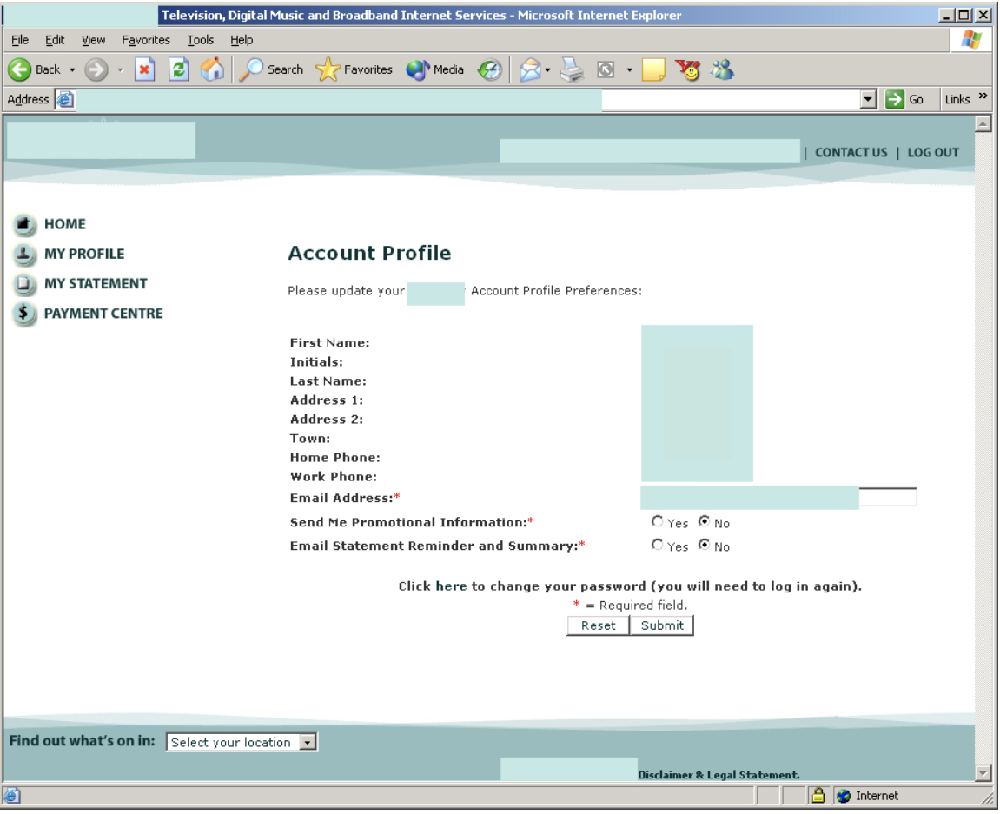 Television, Digital Music and Broadband Internet Services - Microsoft Internet Explorer
File Edit View Favorites Tools Help
Back Search Favorites Media
Address Go Links »
| CONTACT US | LOG OUT
HOME
MY PROFILE
MY STATEMENT
PAYMENT CENTRE
Account Profile
Please update your Account Profile Preferences:
First Name:
Initials:
Last Name:
Address 1:
Address 2:
Town:
Home Phone:
Work Phone:
Email Address:*
Send Me Promotional Information:* Yes No
Email Statement Reminder and Summary:* Yes No
Click here to change your password (you will need to log in again).
* = Required field.
Reset Submit
Find out what's on in: Select your location
Disclaimer & Legal Statement.
Internet